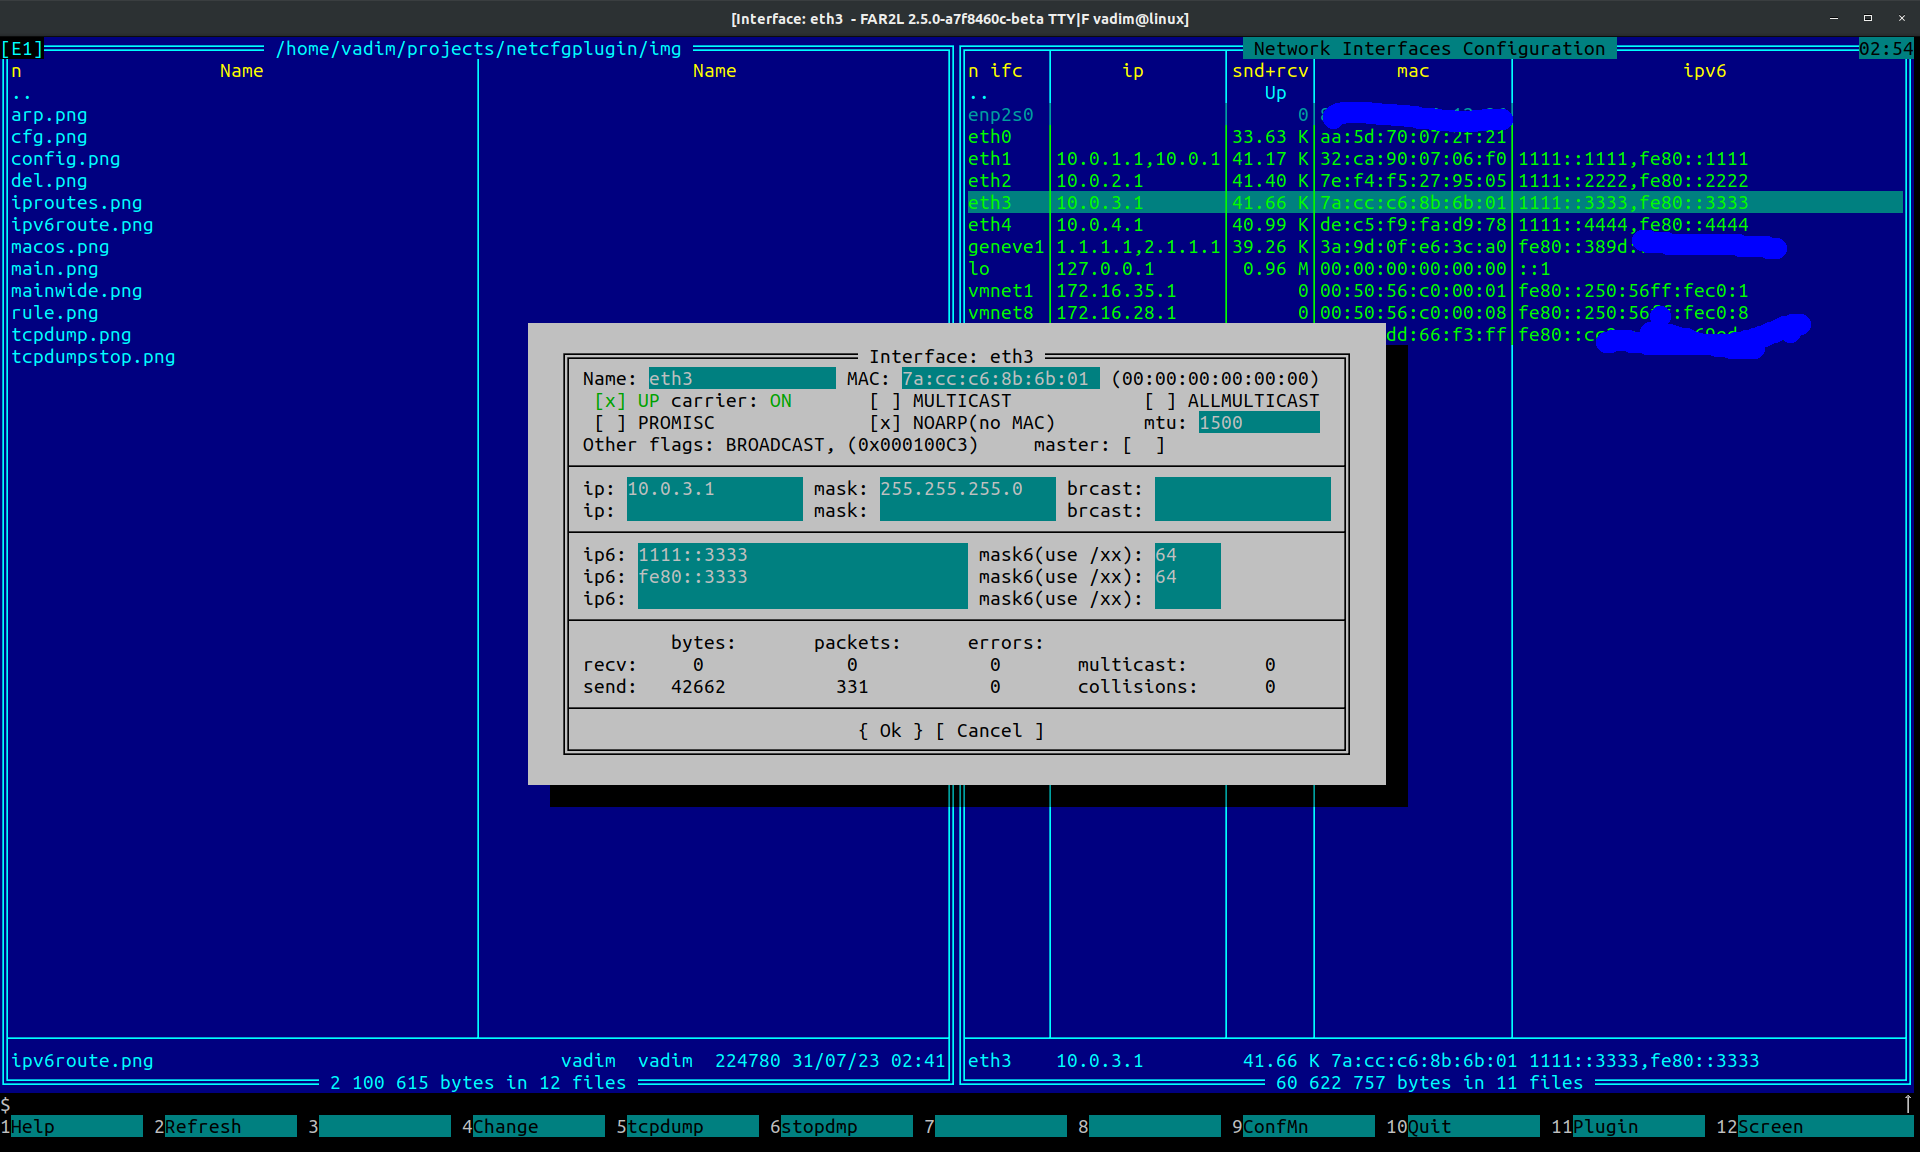 [Interface: eth3 - FAR2L 2.5.0-a7f8460c-beta TTY|F vadim@linux]
[E1] /home/vadim/projects/netcfgplugin/img
n Name Name
..
arp.png
cfg.png
config.png
del.png
iproutes.png
ipv6route.png
macos.png
main.png
mainwide.png
rule.png
tcpdump.png
tcpdumpstop.png
ipv6route.png vadim vadim 224780 31/07/23 02:41
2 100 615 bytes in 12 files
Network Interfaces Configuration 02:54
n ifc ip snd+rcv mac ipv6
.. Up
enp2s0 0
eth0 33.63 K aa:5d:70:07:2f:21
eth1 10.0.1.1,10.0.1 41.17 K 32:ca:90:07:06:f0 1111::1111,fe80::1111
eth2 10.0.2.1 41.40 K 7e:f4:f5:27:95:05 1111::2222,fe80::2222
eth3 10.0.3.1 41.66 K 7a:cc:c6:8b:6b:01 1111::3333,fe80::3333
eth4 10.0.4.1 40.99 K de:c5:f9:fa:d9:78 1111::4444,fe80::4444
geneve1 1.1.1.1,2.1.1.1 39.26 K 3a:9d:0f:e6:3c:a0 fe80::389d:
lo 127.0.0.1 0.96 M 00:00:00:00:00:00 ::1
vmnet1 172.16.35.1 0 00:50:56:c0:00:01 fe80::250:56ff:fec0:1
vmnet8 172.16.28.1 0 00:50:56:c0:00:08 fe80::250:56ff:fec0:8
dd:66:f3:ff
Interface: eth3
Name: eth3 MAC: 7a:cc:c6:8b:6b:01 (00:00:00:00:00:00)
[x] UP carrier: ON [ ] MULTICAST [ ] ALLMULTICAST
[ ] PROMISC [x] NOARP(no MAC) mtu: 1500
Other flags: BROADCAST, (0x000100C3) master: [ ]
ip: 10.0.3.1 mask: 255.255.255.0 brcast:
ip: mask: brcast:
ip6: 1111::3333 mask6(use /xx): 64
ip6: fe80::3333 mask6(use /xx): 64
ip6: mask6(use /xx):
bytes: packets: errors:
recv: 0 0 0 multicast: 0
send: 42662 331 0 collisions: 0
{ Ok } [ Cancel ]
eth3 10.0.3.1 41.66 K 7a:cc:c6:8b:6b:01 1111::3333,fe80::3333
60 622 757 bytes in 11 files
$
1Help 2Refresh 3 4Change 5tcpdump 6stopdmp 7 8 9ConfMn 10Quit 11Plugin 12Screen